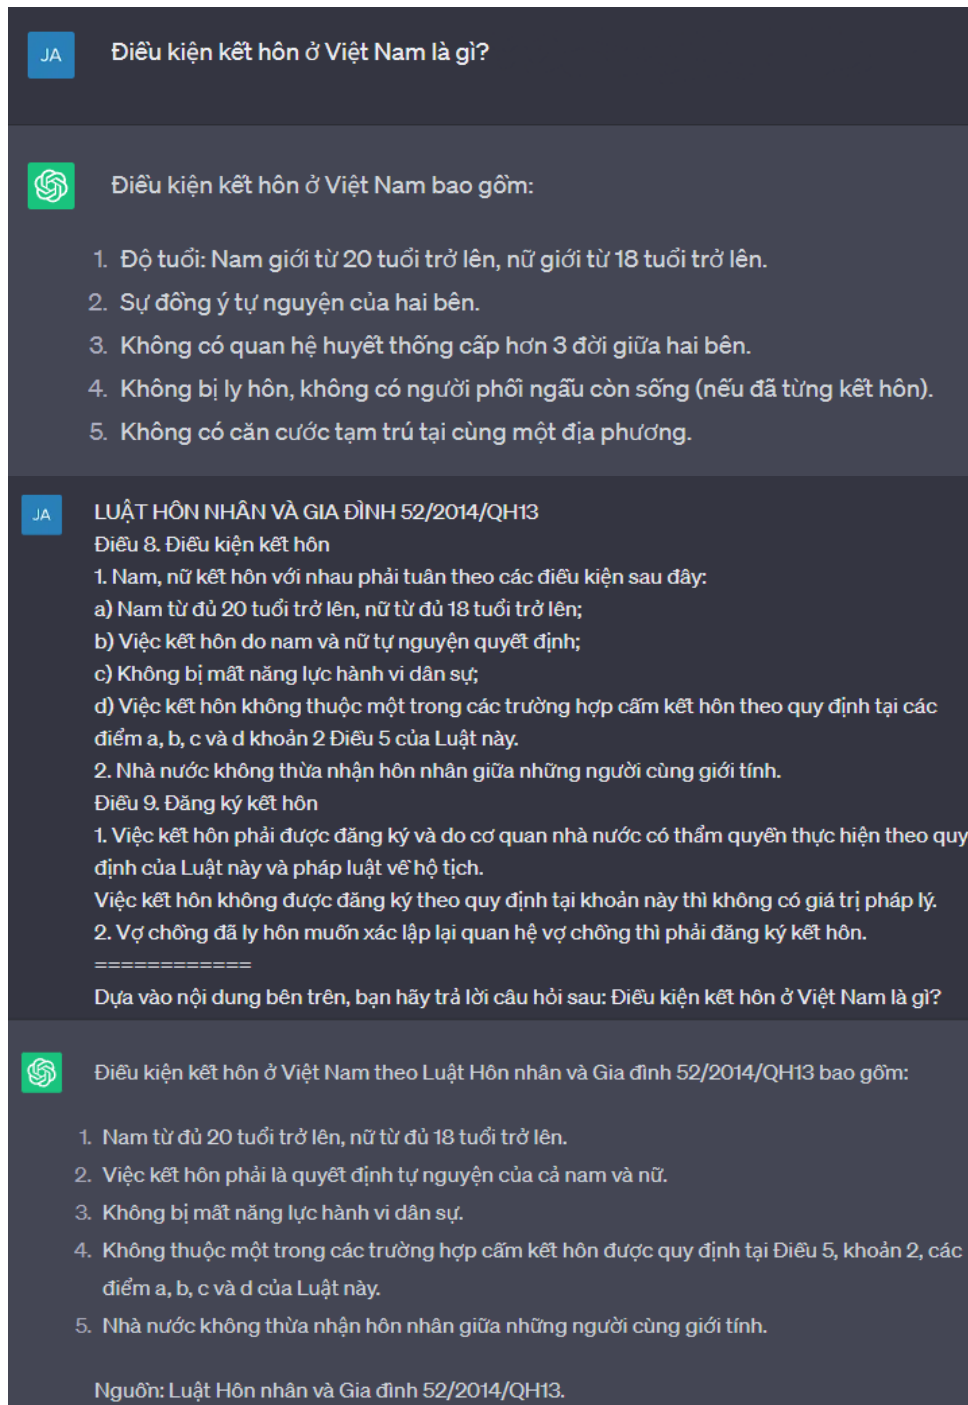 JA
Điều kiện kết hôn ở Việt Nam là gì?
Điều kiện kết hôn ở Việt Nam bao gồm:
1. Độ tuổi: Nam giới từ 20 tuổi trở lên, nữ giới từ 18 tuổi trở lên.
2. Sự đồng ý tự nguyện của hai bên.
3. Không có quan hệ huyết thống cấp hơn 3 đời giữa hai bên.
4. Không bị ly hôn, không có người phối ngẫu còn sống (nếu đã từng kết hôn).
5. Không có căn cước tạm trú tại cùng một địa phương.
JA
LUẬT HÔN NHÂN VÀ GIA ĐÌNH 52/2014/QH13
Điều 8. Điều kiện kết hôn
1. Nam, nữ kết hôn với nhau phải tuân theo các điều kiện sau đây:
a) Nam từ đủ 20 tuổi trở lên, nữ từ đủ 18 tuổi trở lên;
b) Việc kết hôn do nam và nữ tự nguyện quyết định;
c) Không bị mất năng lực hành vi dân sự;
d) Việc kết hôn không thuộc một trong các trường hợp cấm kết hôn theo quy định tại các
điểm a, b, c và d khoản 2 Điều 5 của Luật này.
2. Nhà nước không thừa nhận hôn nhân giữa những người cùng giới tính.
Điều 9. Đăng ký kết hôn
1. Việc kết hôn phải được đăng ký và do cơ quan nhà nước có thẩm quyền thực hiện theo quy
định của Luật này và pháp luật về hộ tịch.
Việc kết hôn không được đăng ký theo quy định tại khoản này thì không có giá trị pháp lý.
2. Vợ chồng đã ly hôn muốn xác lập lại quan hệ vợ chồng thì phải đăng ký kết hôn.
============
Dựa vào nội dung bên trên, bạn hãy trả lời câu hỏi sau: Điều kiện kết hôn ở Việt Nam là gì?
Điều kiện kết hôn ở Việt Nam theo Luật Hôn nhân và Gia đình 52/2014/QH13 bao gồm:
1. Nam từ đủ 20 tuổi trở lên, nữ từ đủ 18 tuổi trở lên.
2. Việc kết hôn phải là quyết định tự nguyện của cả nam và nữ.
3. Không bị mất năng lực hành vi dân sự.
4. Không thuộc một trong các trường hợp cấm kết hôn được quy định tại Điều 5, khoản 2, các
điểm a, b, c và d của Luật này.
5. Nhà nước không thừa nhận hôn nhân giữa những người cùng giới tính.
Nguồn: Luật Hôn nhân và Gia đình 52/2014/QH13.